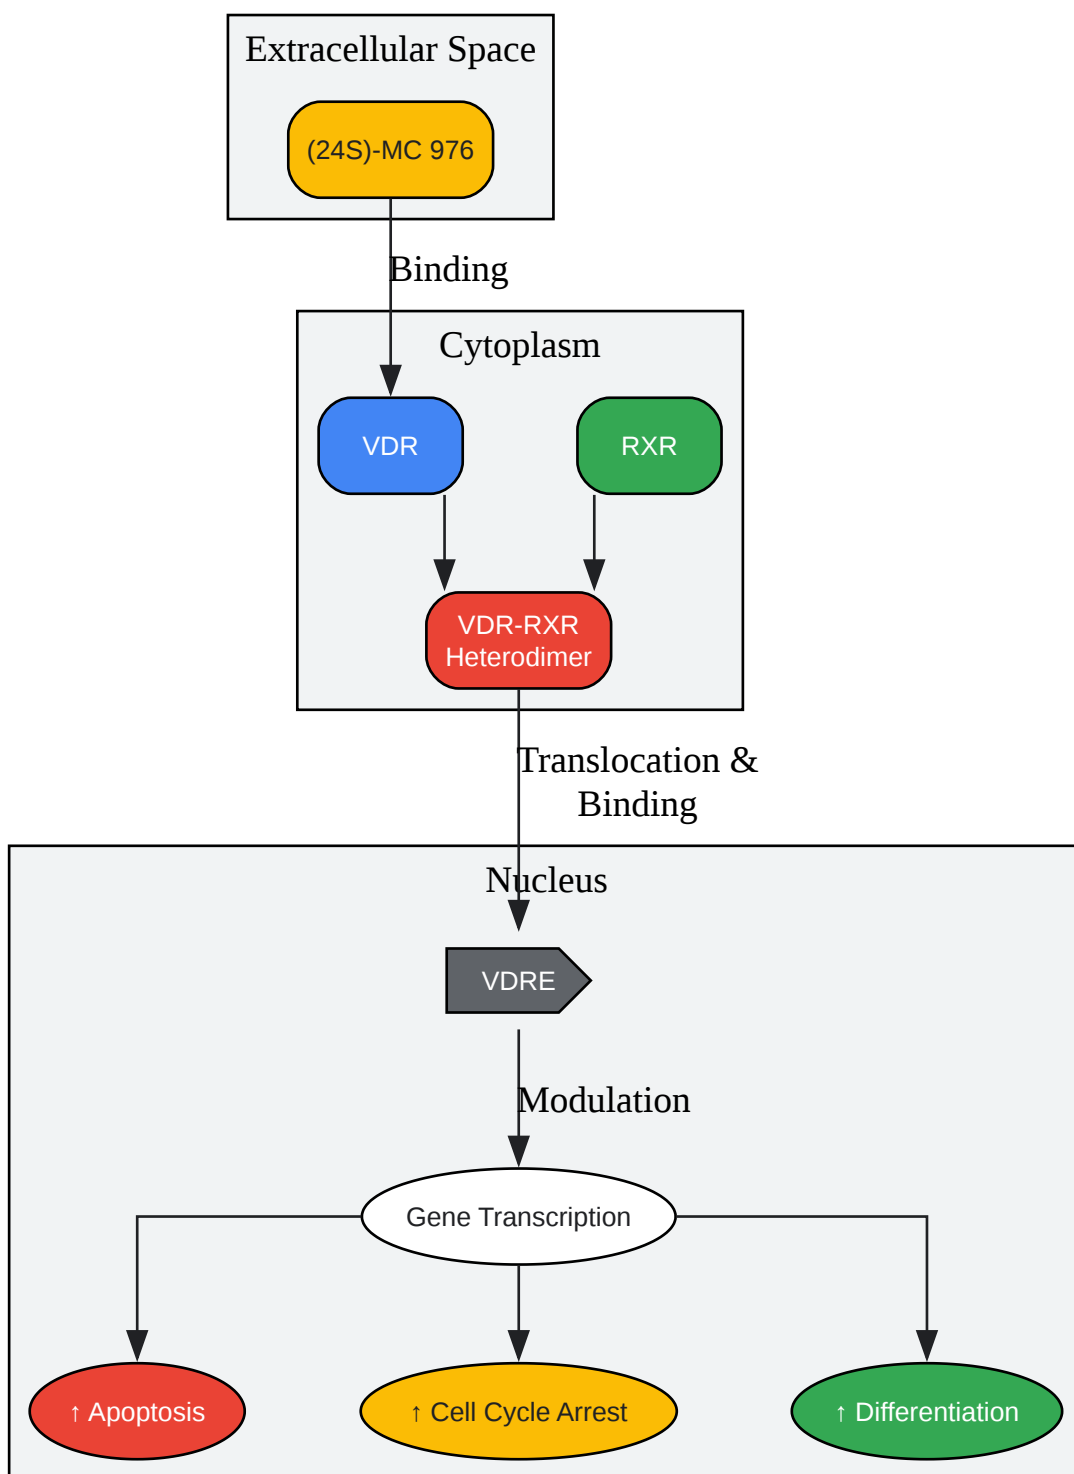 Extracellular Space
(24S)-MC 976
Binding
Cytoplasm
VDR
RXR
VDR-RXR
Heterodimer
Translocation &
Binding
Nucleus
VDRE
Modulation
Gene Transcription
↑ Apoptosis
↑ Cell Cycle Arrest
↑ Differentiation